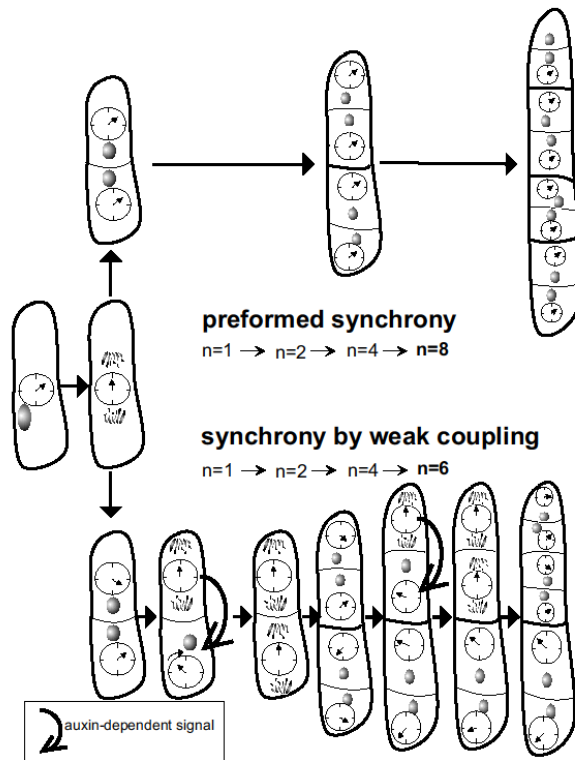 preformed synchrony
n=1 → n=2 → n=4 → n=8
synchrony by weak coupling
n=1 → n=2 → n=4 → n=6
auxin-dependent signal